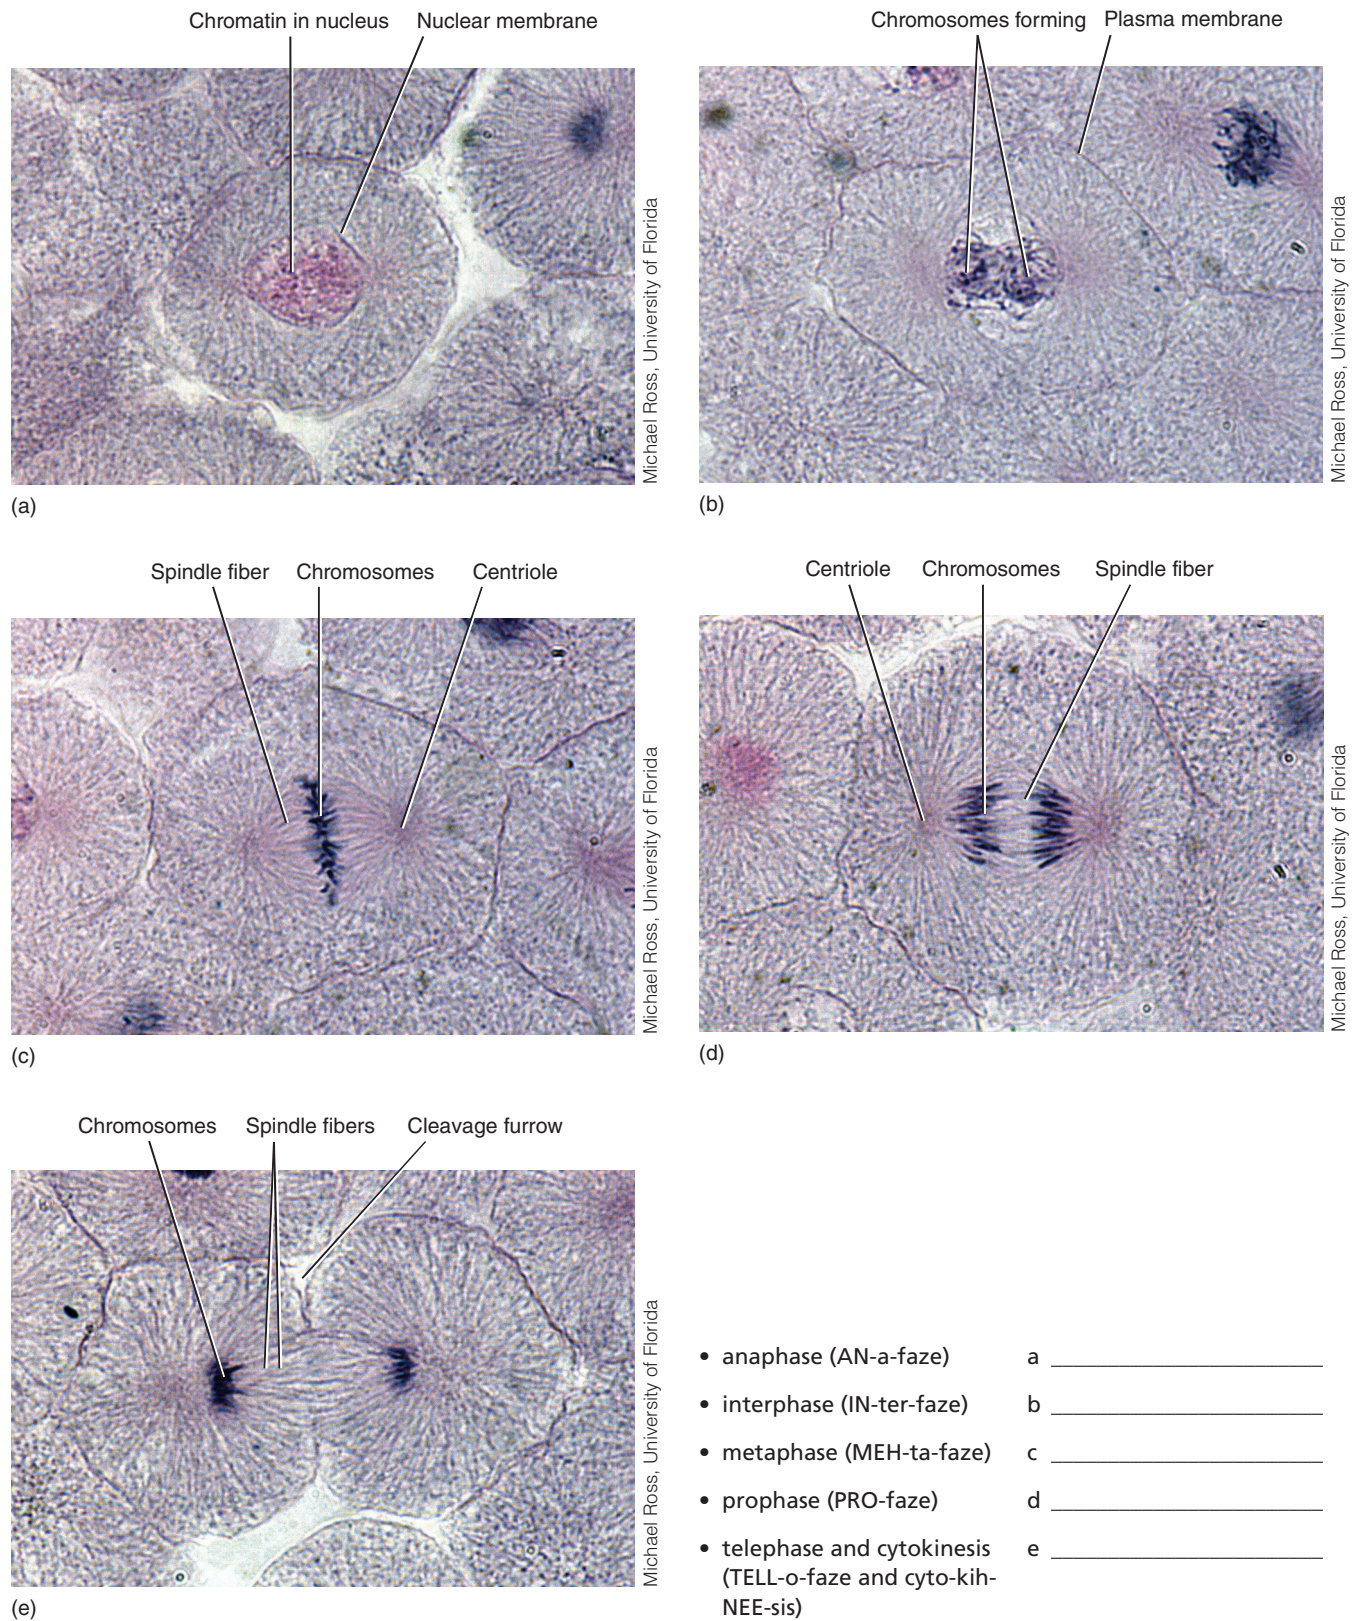 Chromatin in nucleus Nuclear membrane
Michael Ross, University of Florida
(a)
Chromosomes forming Plasma membrane
Michael Ross, University of Florida
(b)
Spindle fiber Chromosomes Centriole
Michael Ross, University of Florida
(c)
Centriole Chromosomes Spindle fiber
Michael Ross, University of Florida
(d)
Chromosomes Spindle fibers Cleavage furrow
Michael Ross, University of Florida
(e)
• anaphase (AN-a-faze) a
• interphase (IN-ter-faze) b
• metaphase (MEH-ta-faze) c
• prophase (PRO-faze) d
• telephase and cytokinesis e
(TELL-o-faze and cyto-kih-
NEE-sis)